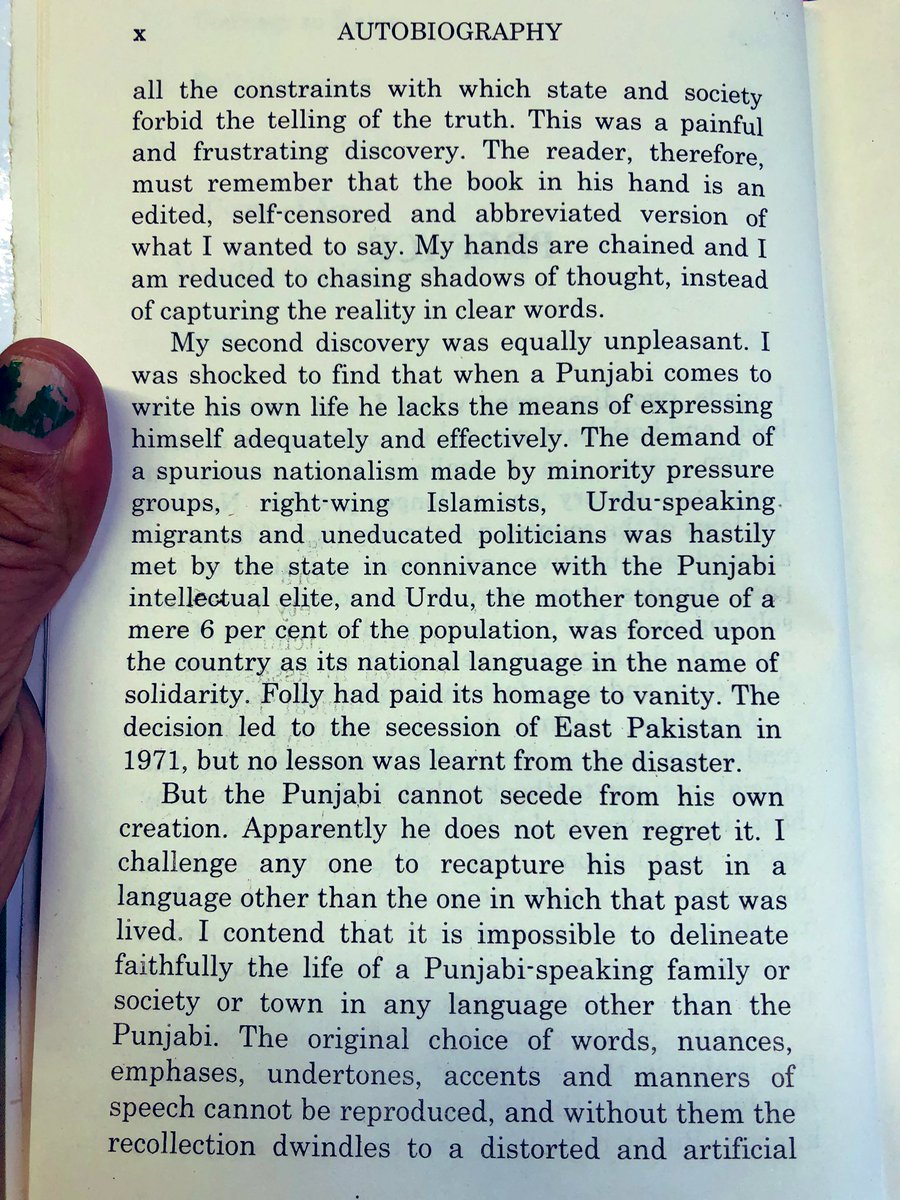 x AUTOBIOGRAPHY
all the constraints with which state and society
forbid the telling of the truth. This was a painful
and frustrating discovery. The reader, therefore,
must remember that the book in his hand is an
edited, self-censored and abbreviated version of
what I wanted to say. My hands are chained and I
am reduced to chasing shadows of thought, instead
of capturing the reality in clear words.
My second discovery was equally unpleasant. I
was shocked to find that when a Punjabi comes to
write his own life he lacks the means of expressing
himself adequately and effectively. The demand of
a spurious nationalism made by minority pressure
groups, right-wing Islamists, Urdu-speaking
migrants and uneducated politicians was hastily
met by the state in connivance with the Punjabi
intellectual elite, and Urdu, the mother tongue of a
mere 6 per cent of the population, was forced upon
the country as its national language in the name of
solidarity. Folly had paid its homage to vanity. The
decision led to the secession of East Pakistan in
1971, but no lesson was learnt from the disaster.
But the Punjabi cannot secede from his own
creation. Apparently he does not even regret it. I
challenge any one to recapture his past in a
language other than the one in which that past was
lived. I contend that it is impossible to delineate
faithfully the life of a Punjabi-speaking family or
society or town in any language other than the
Punjabi. The original choice of words, nuances,
emphases, undertones, accents and manners of
speech cannot be reproduced, and without them the
recollection dwindles to a distorted and artificial